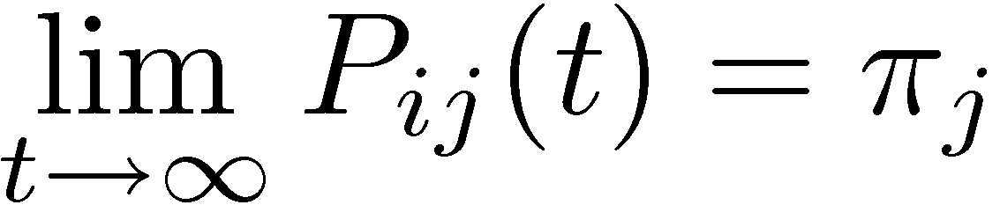 lim_{t→∞} P_{ij}(t) = π_j